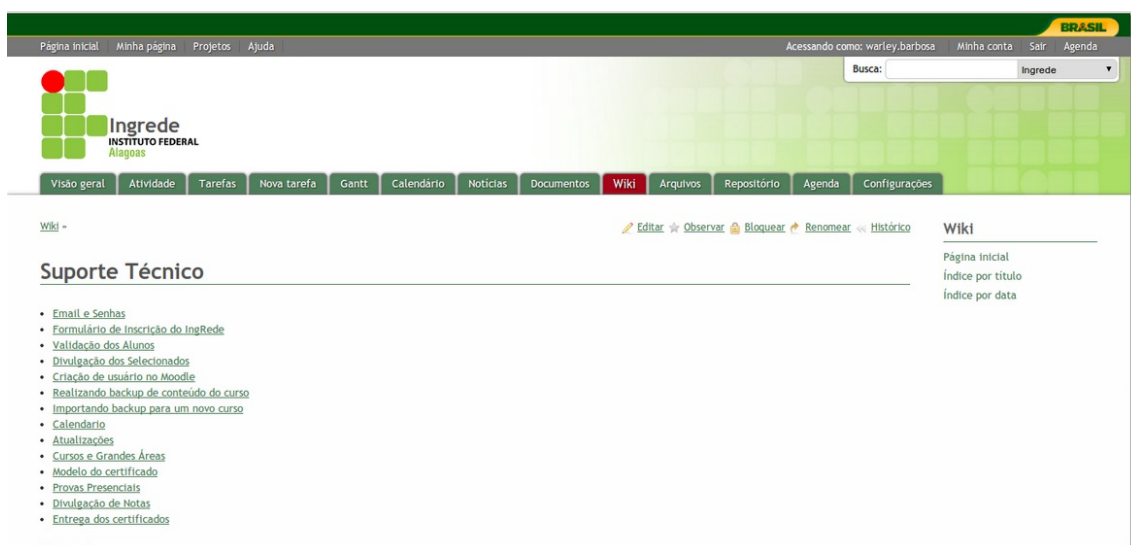 BRASIL
Página inicial Minha página Projetos Ajuda Acessando como: warley.barbosa Minha conta Sair Agenda
Busca: Ingrede
Ingrede
INSTITUTO FEDERAL
Alagoas
Visão geral Atividade Tarefas Nova tarefa Gantt Calendário Notícias Documentos Wiki Arquivos Repositório Agenda Configurações
Wiki » Editar Observar Bloquear Renomear Histórico
Suporte Técnico
• Email e Senhas
• Formulário de Inscrição do IngRede
• Validação dos Alunos
• Divulgação dos Selecionados
• Criação de usuário no Moodle
• Realizando backup de conteúdo do curso
• Importando backup para um novo curso
• Calendario
• Atualizações
• Cursos e Grandes Áreas
• Modelo do certificado
• Provas Presenciais
• Divulgação de Notas
• Entrega dos certificados
Wiki
Página inicial
Índice por título
Índice por data